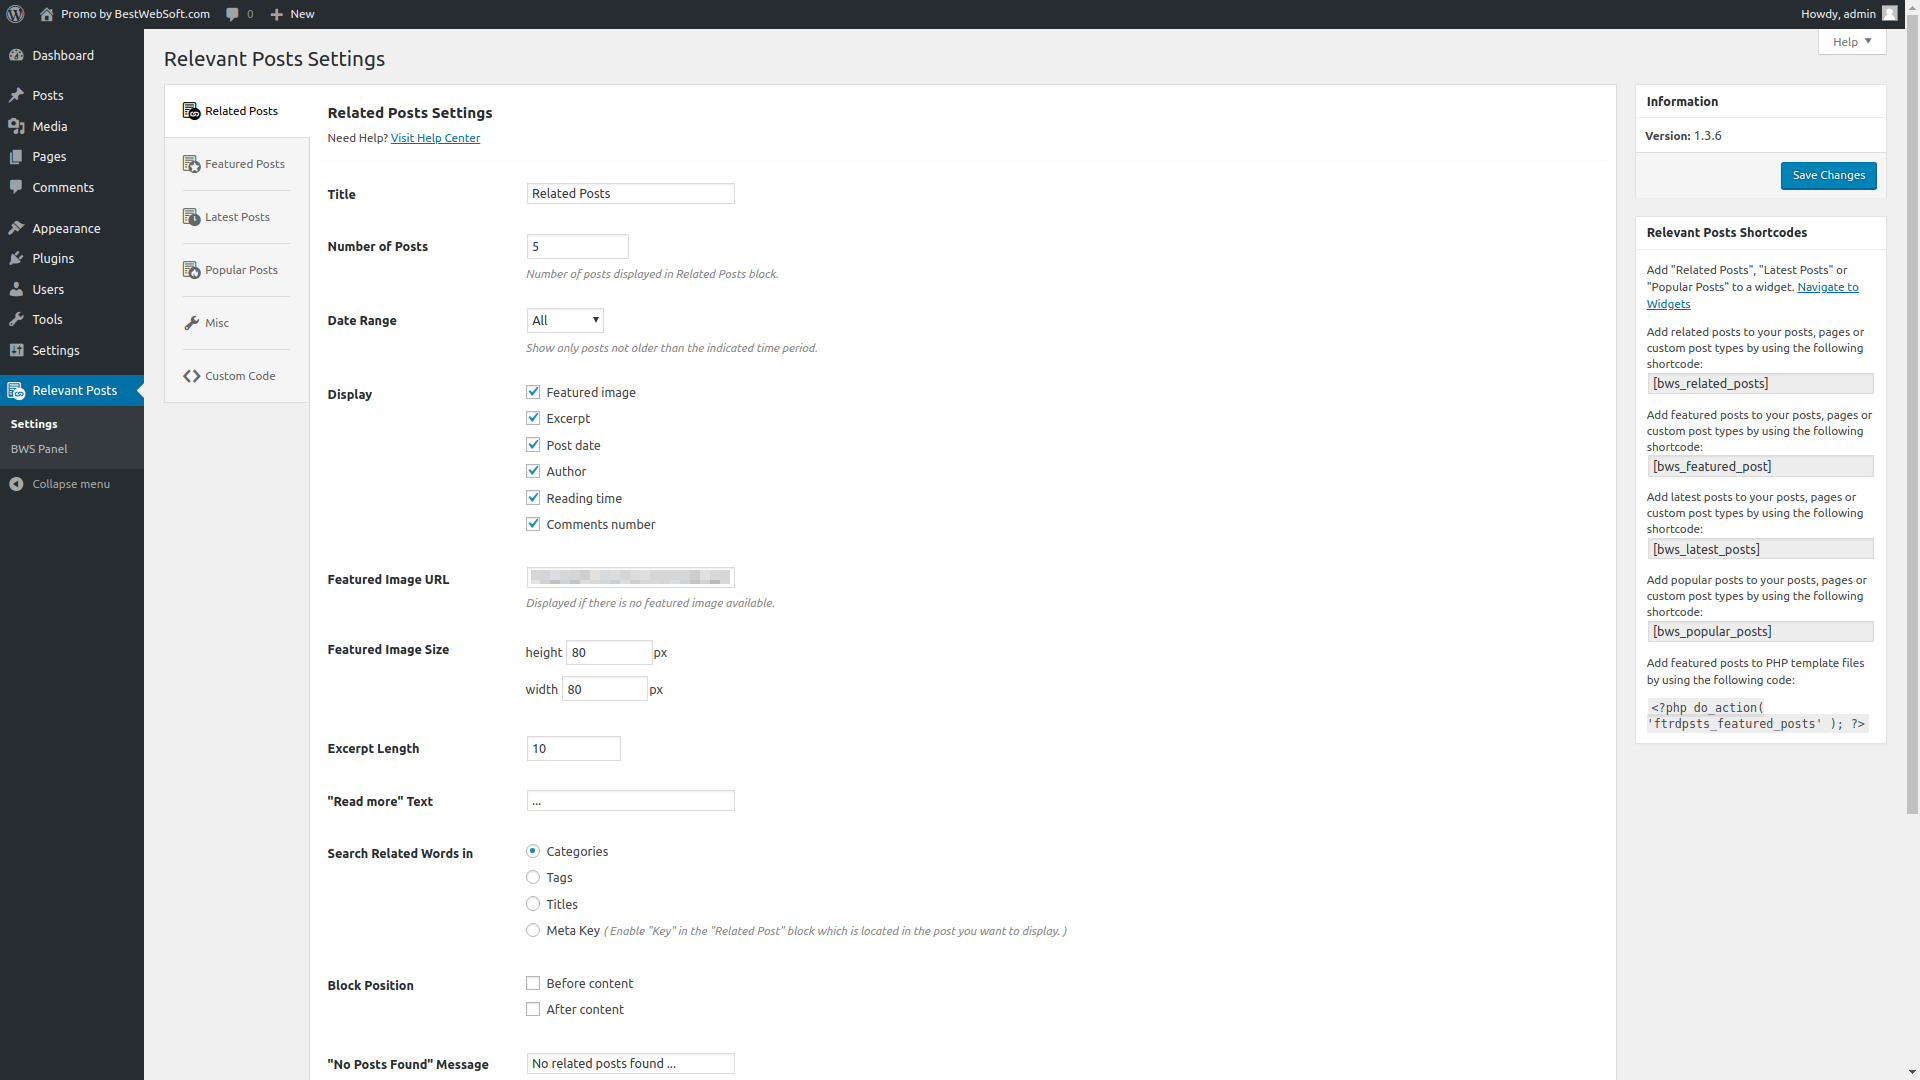 Promo by BestWebSoft.com
0
New
Howdy, admin
Dashboard
Posts
Media
Pages
Comments
Appearance
Plugins
Users
Tools
Settings
Relevant Posts
Settings
BWS Panel
Collapse menu
Help
Relevant Posts Settings
Related Posts
Featured Posts
Latest Posts
Popular Posts
Misc
Custom Code
Related Posts Settings
Need Help? Visit Help Center
Title
Related Posts
Number of Posts
5
Number of posts displayed in Related Posts block.
Date Range
All
Show only posts not older than the indicated time period.
Display
Featured image
Excerpt
Post date
Author
Reading time
Comments number
Featured Image URL
Displayed if there is no featured image available.
Featured Image Size
height 80 px
width 80 px
Excerpt Length
10
"Read more" Text
...
Search Related Words in
Categories
Tags
Titles
Meta Key ( Enable "Key" in the "Related Post" block which is located in the post you want to display. )
Block Position
Before content
After content
"No Posts Found" Message
No related posts found ...
Information
Version: 1.3.6
Save Changes
Relevant Posts Shortcodes
Add "Related Posts", "Latest Posts" or
"Popular Posts" to a widget. Navigate to
Widgets
Add related posts to your posts, pages or
custom post types by using the following
shortcode:
[bws_related_posts]
Add featured posts to your posts, pages or
custom post types by using the following
shortcode:
[bws_featured_post]
Add latest posts to your posts, pages or
custom post types by using the following
shortcode:
[bws_latest_posts]
Add popular posts to your posts, pages or
custom post types by using the following
shortcode:
[bws_popular_posts]
Add featured posts to PHP template files
by using the following code:
<?php do_action(
'ftrdpsts_featured_posts' ); ?>